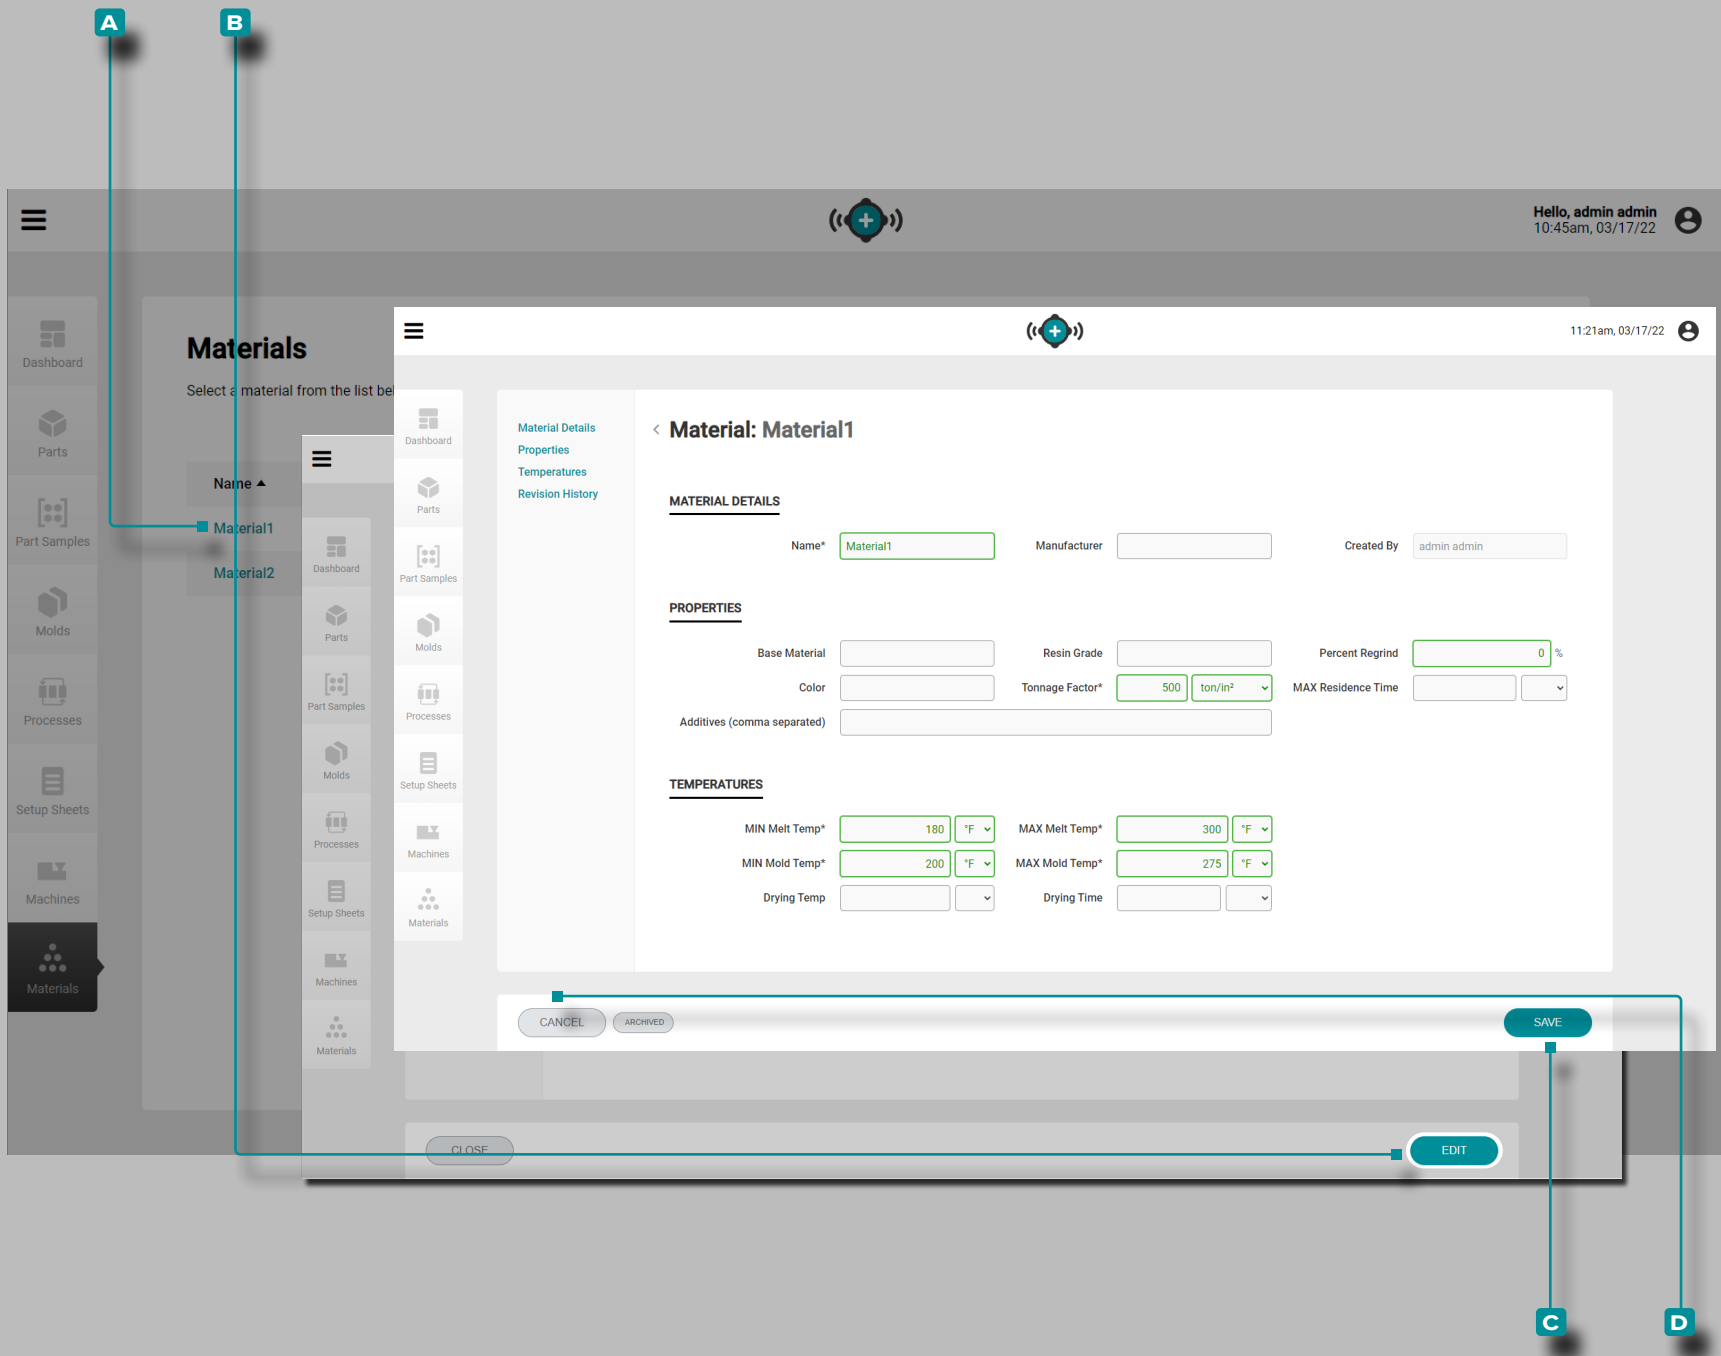 A
B
Hello, admin admin
10:45am, 03/17/22
Dashboard
Parts
Part Samples
Molds
Processes
Setup Sheets
Machines
Materials
Materials
Select a material from the list bel
Name
Material1
Material2
Dashboard
Parts
Part Samples
Molds
Processes
Setup Sheets
Machines
Materials
CLOSE
EDIT
11:21am, 03/17/22
Dashboard
Parts
Part Samples
Molds
Processes
Setup Sheets
Machines
Materials
Material Details
Properties
Temperatures
Revision History
< Material: Material1
MATERIAL DETAILS
Name* Material1 Manufacturer Created By admin admin
PROPERTIES
Base Material Resin Grade Percent Regrind 0 %
Color Tonnage Factor* 500 ton/in² MAX Residence Time
Additives (comma separated)
TEMPERATURES
MIN Melt Temp* 180 °F MAX Melt Temp* 300 °F
MIN Mold Temp* 200 °F MAX Mold Temp* 275 °F
Drying Temp Drying Time
CANCEL ARCHIVED SAVE
C
D